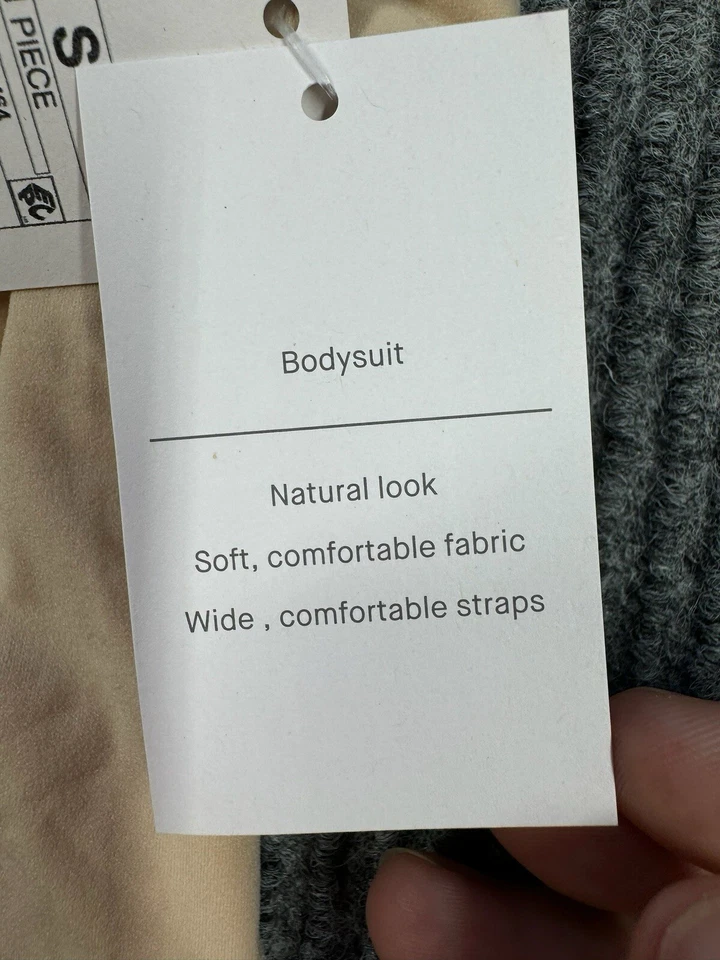 S
PIECE
Bodysuit
Natural look
Soft, comfortable fabric
Wide , comfortable straps